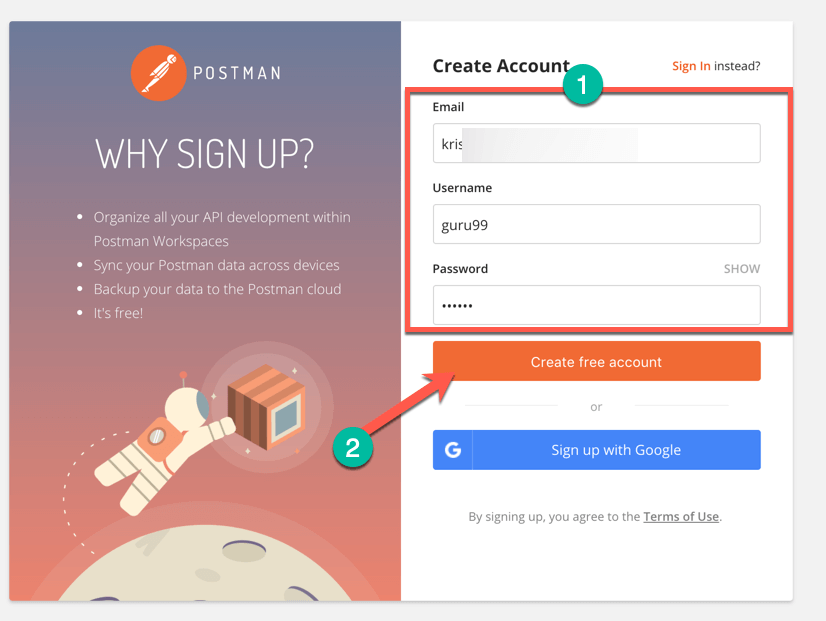 POSTMAN
WHY SIGN UP?
• Organize all your API development within
Postman Workspaces
• Sync your Postman data across devices
• Backup your data to the Postman cloud
• It's free!
Create Account
Sign In instead?
1
Email
kris
Username
guru99
Password SHOW
••••••
Create free account
2
or
G Sign up with Google
By signing up, you agree to the Terms of Use.